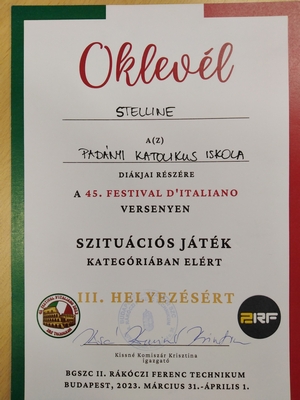 Oklevél
STELLINE
A(Z)
PADÁNYI KATOLIKUS ISKOLA
DIÁKJAI RÉSZÉRE
A 45. FESTIVAL D'ITALIANO
VERSENYEN
SZITUÁCIÓS JÁTÉK
KATEGÓRIÁBAN ELÉRT
III. HELYEZÉSÉRT
2RF
Kissné Komiszár Krisztina
igazgató
BGSZC II. RÁKÓCZI FERENC TECHNIKUM
BUDAPEST, 2023. MÁRCIUS 31.-ÁPRILIS 1.